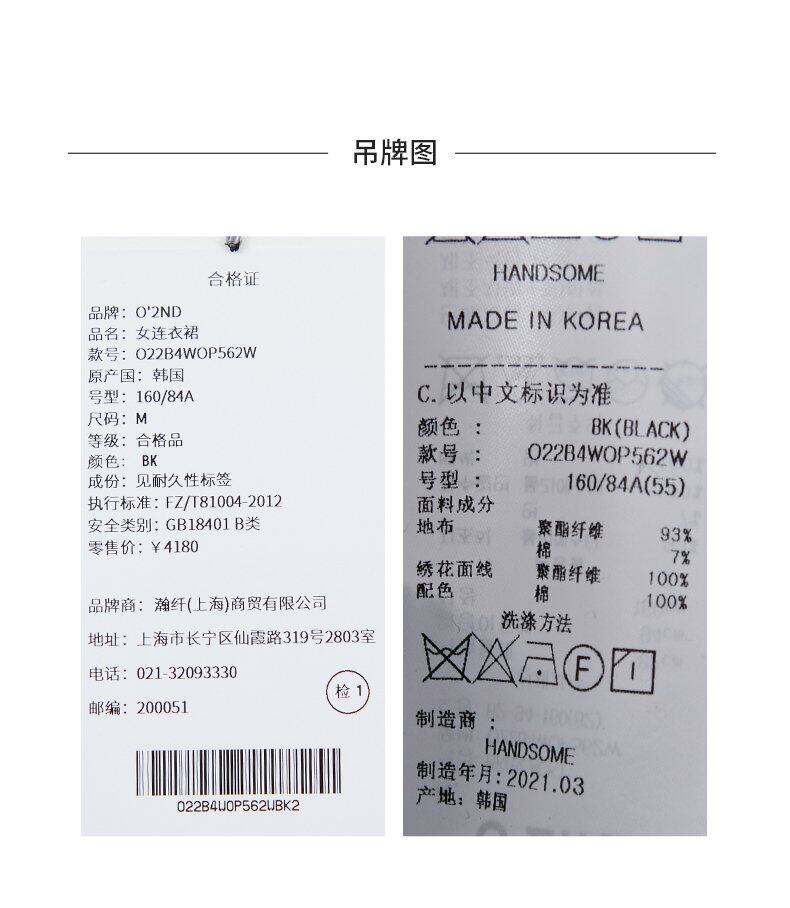 吊牌图
合格证
品牌：O'2ND
品名：女连衣裙
款号：O22B4WOP562W
原产国：韩国
号型：160/84A
尺码：M
等级：合格品
颜色： BK
成份：见耐久性标签
执行标准：FZ/T81004-2012
安全类别：GB18401 B类
零售价：￥4180
品牌商：瀚纤(上海)商贸有限公司
地址：上海市长宁区仙霞路319号2803室
电话：021-32093330
邮编：200051
检 1
O22B4WOP562WBK2
HANDSOME
MADE IN KOREA
C. 以中文标识为准
颜色 ： BK(BLACK)
款号 ： O22B4WOP562W
号型 ： 160/84A(55)
面料成分
地布 聚酯纤维 93%
棉 7%
绣花面线 聚酯纤维 100%
配色 棉 100%
洗涤方法
F
制造商 ：
HANDSOME
制造年月：2021.03
产地：韩国